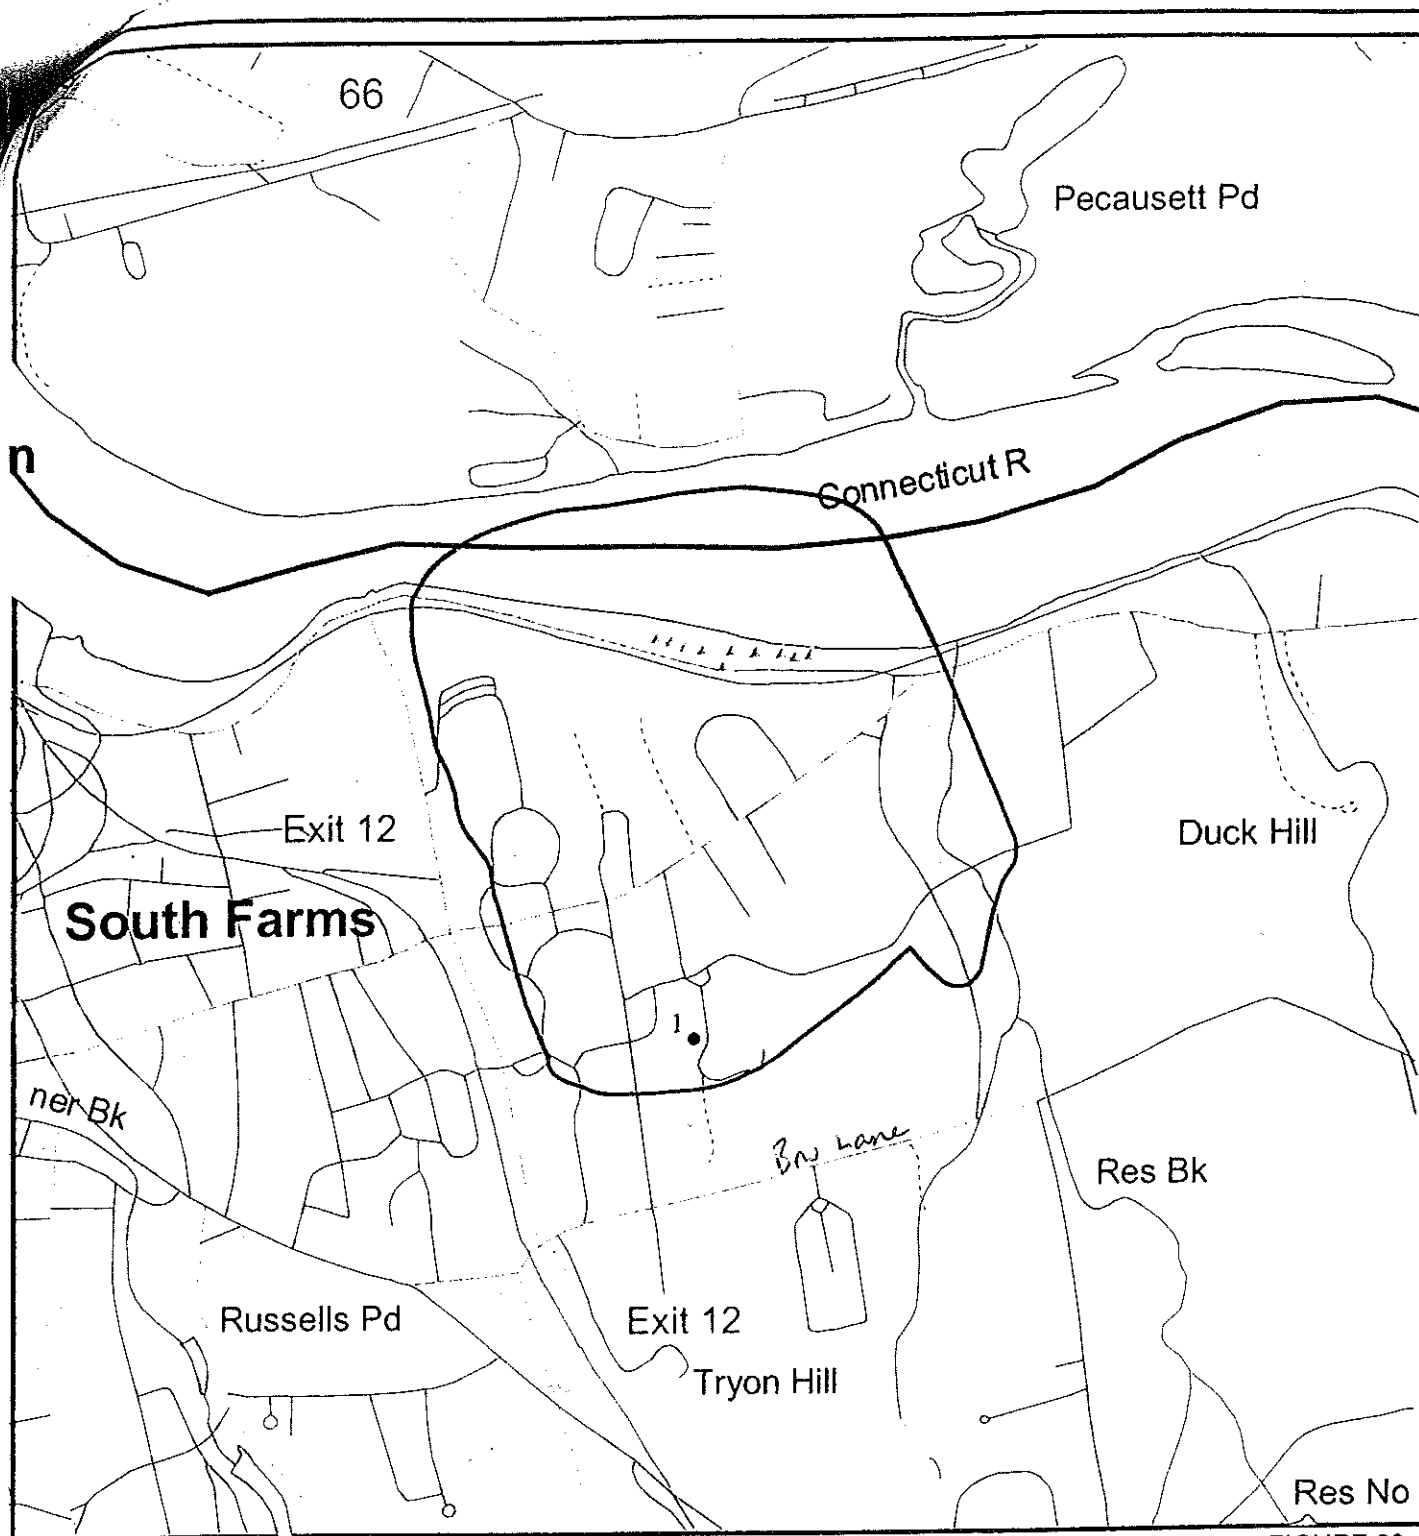 66
Pecausett Pd
n
Connecticut R
Exit 12
Duck Hill
South Farms
1
ner Bk
Lane
Res Bk
Russells Pd
Exit 12
Tryon Hill
Res No